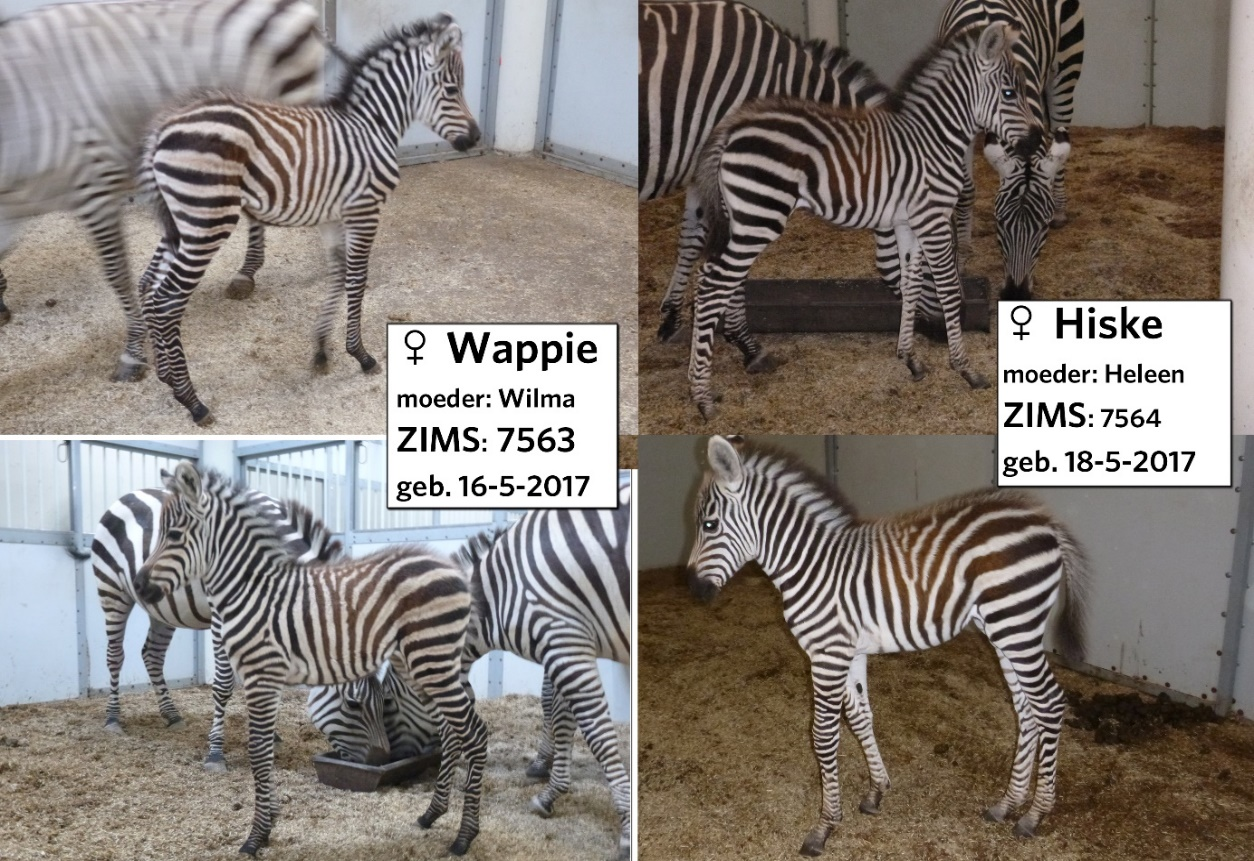 ♀ Wappie
moeder: Wilma
ZIMS: 7563
geb. 16-5-2017
♀ Hiske
moeder: Heleen
ZIMS: 7564
geb. 18-5-2017